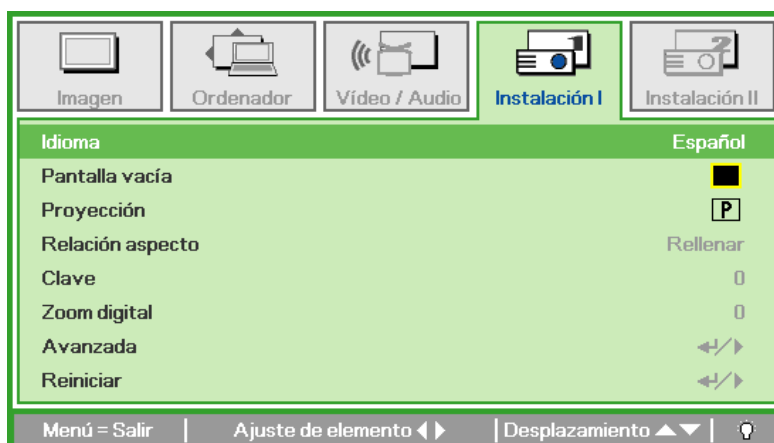 Imagen Ordenador Vídeo / Audio Instalación I Instalación II
Idioma Español
Pantalla vacía
Proyección P
Relación aspecto Rellenar
Clave 0
Zoom digital 0
Avanzada
Reiniciar
Menú = Salir Ajuste de elemento Desplazamiento